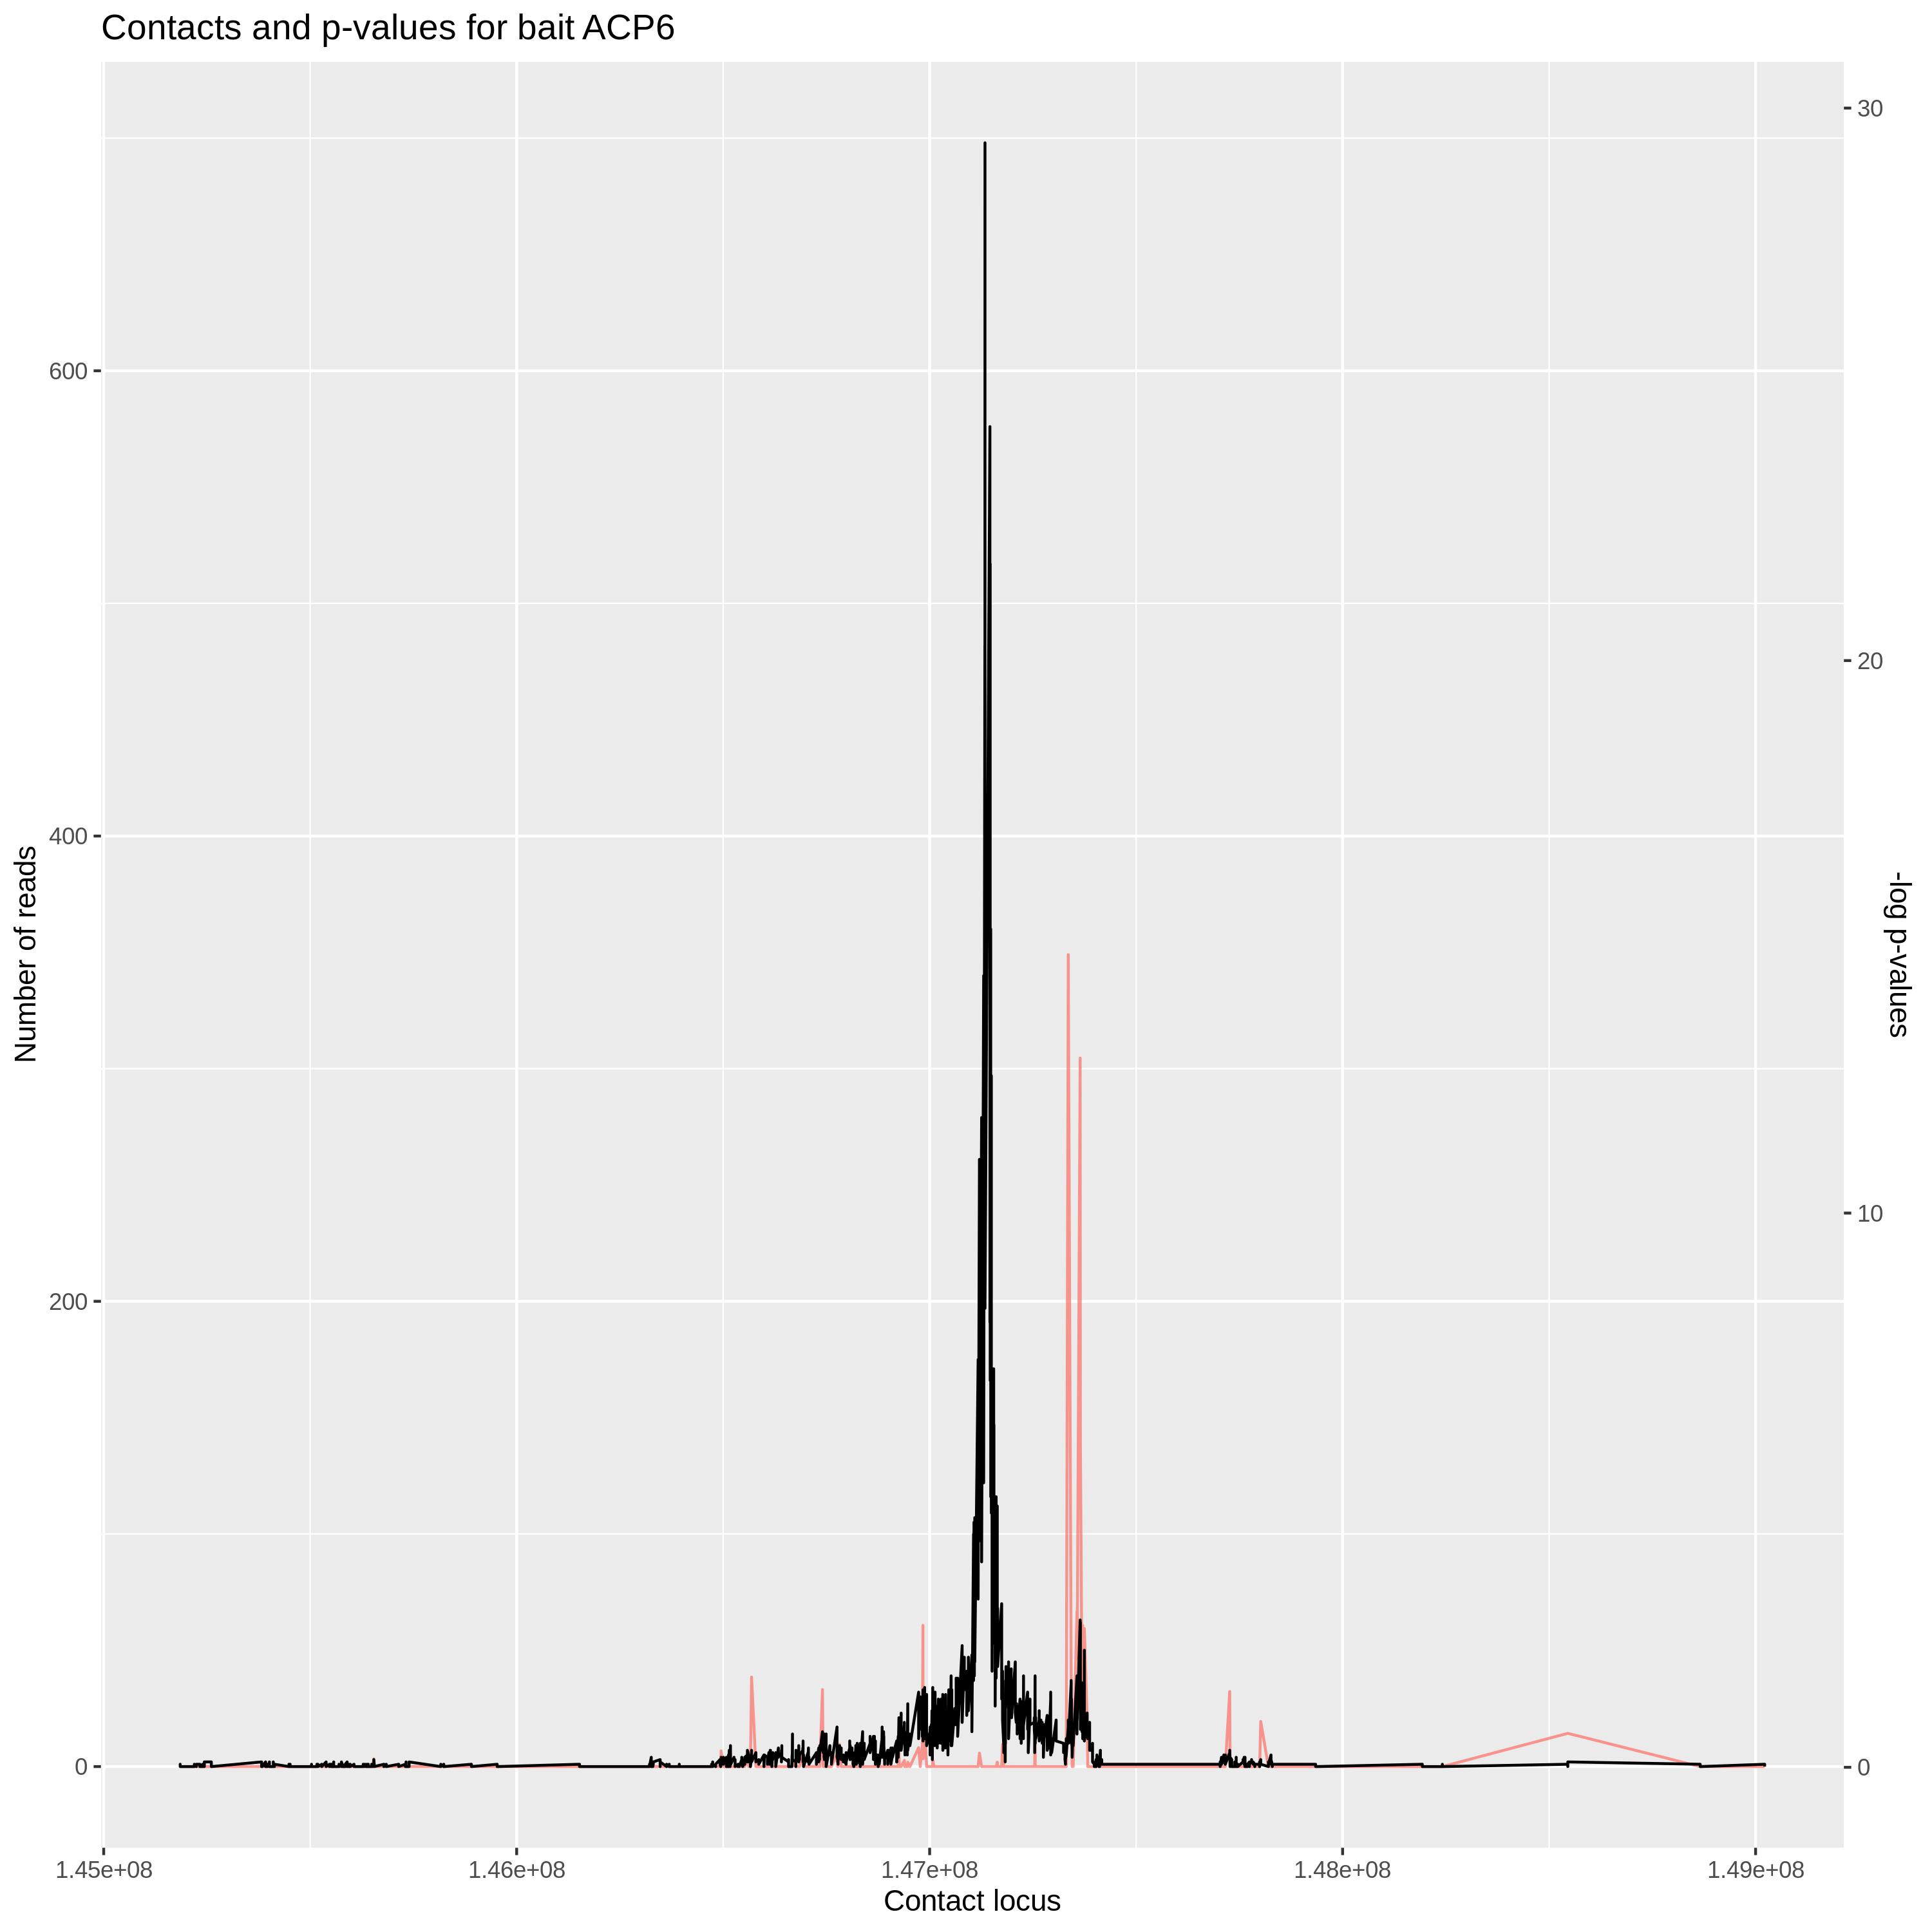 Contacts and p-values for bait ACP6
30
600
20
400
Number of reads
-log p-values
10
200
0
0
1.45e+08
1.46e+08
1.47e+08
1.48e+08
1.49e+08
Contact locus